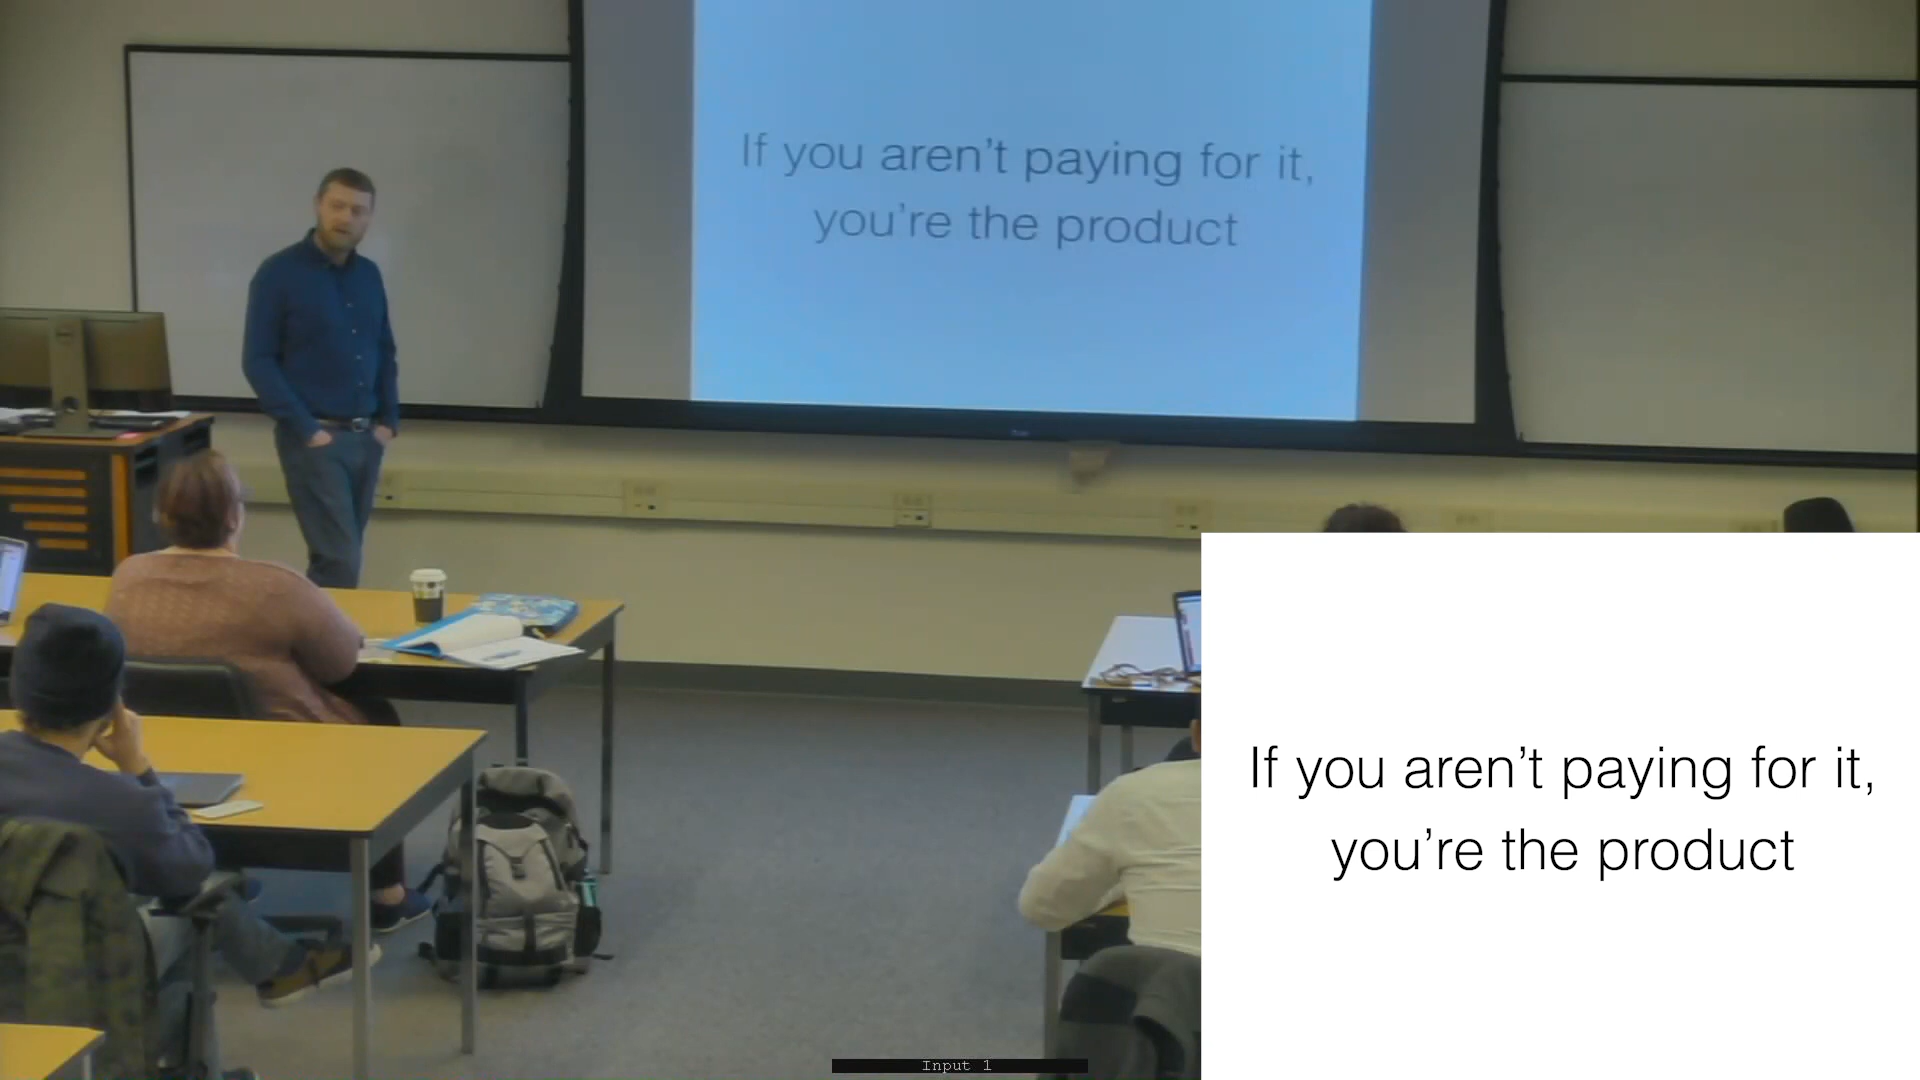 If you aren't paying for it,
you're the product
If you aren't paying for it,
you're the product
Input 1